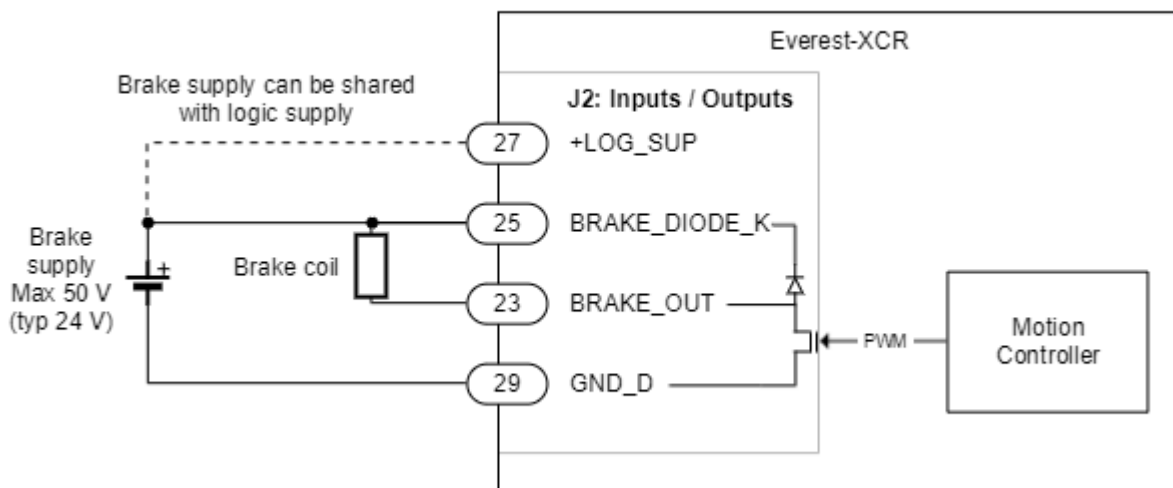 Everest-XCR
Brake supply can be shared
with logic supply
J2: Inputs / Outputs
27 +LOG_SUP
25 BRAKE_DIODE_K
Brake
supply
Max 50 V
(typ 24 V)
+
Brake coil
23 BRAKE_OUT
PWM
Motion
Controller
29 GND_D